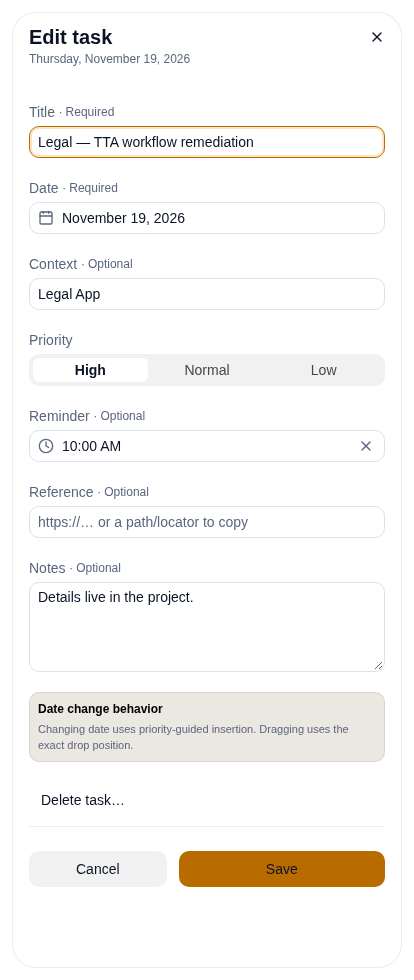 Edit task
Thursday, November 19, 2026
Title · Required
Legal — TTA workflow remediation
Date · Required
November 19, 2026
Context · Optional
Legal App
Priority
High Normal Low
Reminder · Optional
10:00 AM
Reference · Optional
https://… or a path/locator to copy
Notes · Optional
Details live in the project.
Date change behavior
Changing date uses priority-guided insertion. Dragging uses the
exact drop position.
Delete task…
Cancel Save